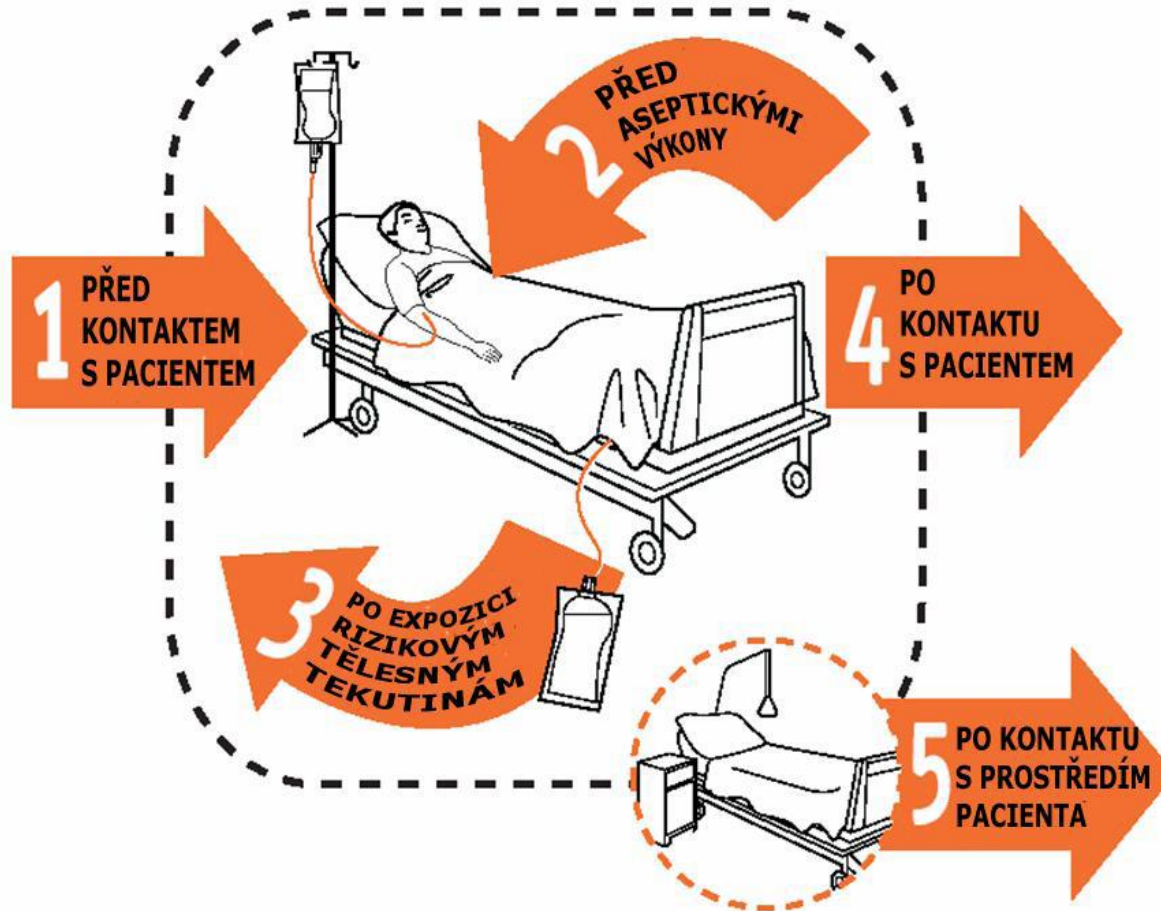 1
PŘED
KONTAKTEM
S PACIENTEM
2
PŘED
ASEPTICKÝMI
VÝKONY
3
PO EXPOZICI
RIZIKOVÝM
TĚLESNÝM
TEKUTINÁM
4
PO
KONTAKTU
S PACIENTEM
5
PO KONTAKTU
S PROSTŘEDÍM
PACIENTA